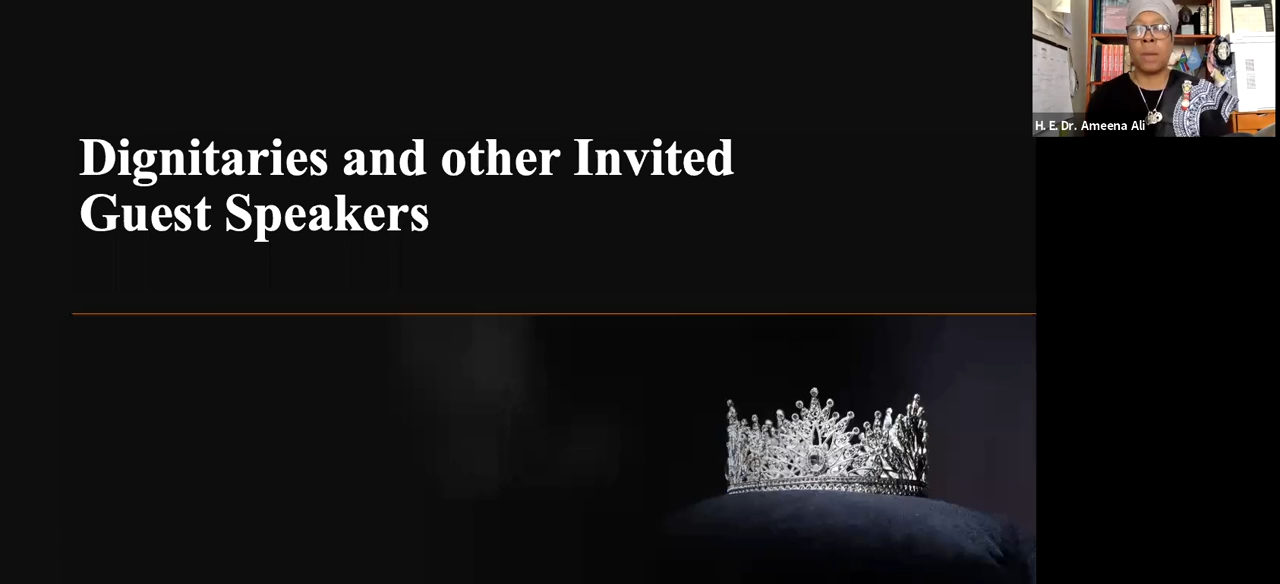 Dignitaries and other Invited
Guest Speakers
H. E. Dr. Ameena Ali